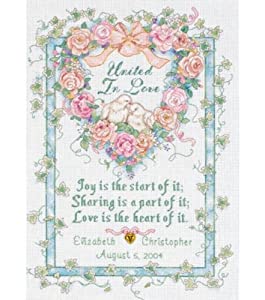 United
In Love
Joy is the start of it;
Sharing is a part of it;
Love is the heart of it.
Elizabeth Christopher
August 5, 2004